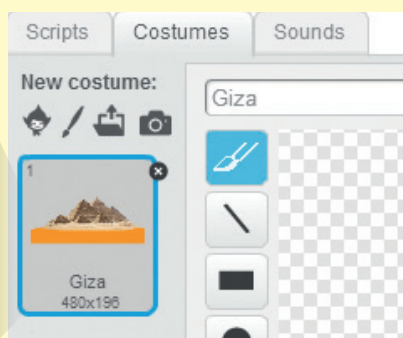 Scripts Costumes Sounds
New costume:
Giza
1
Giza
480x196